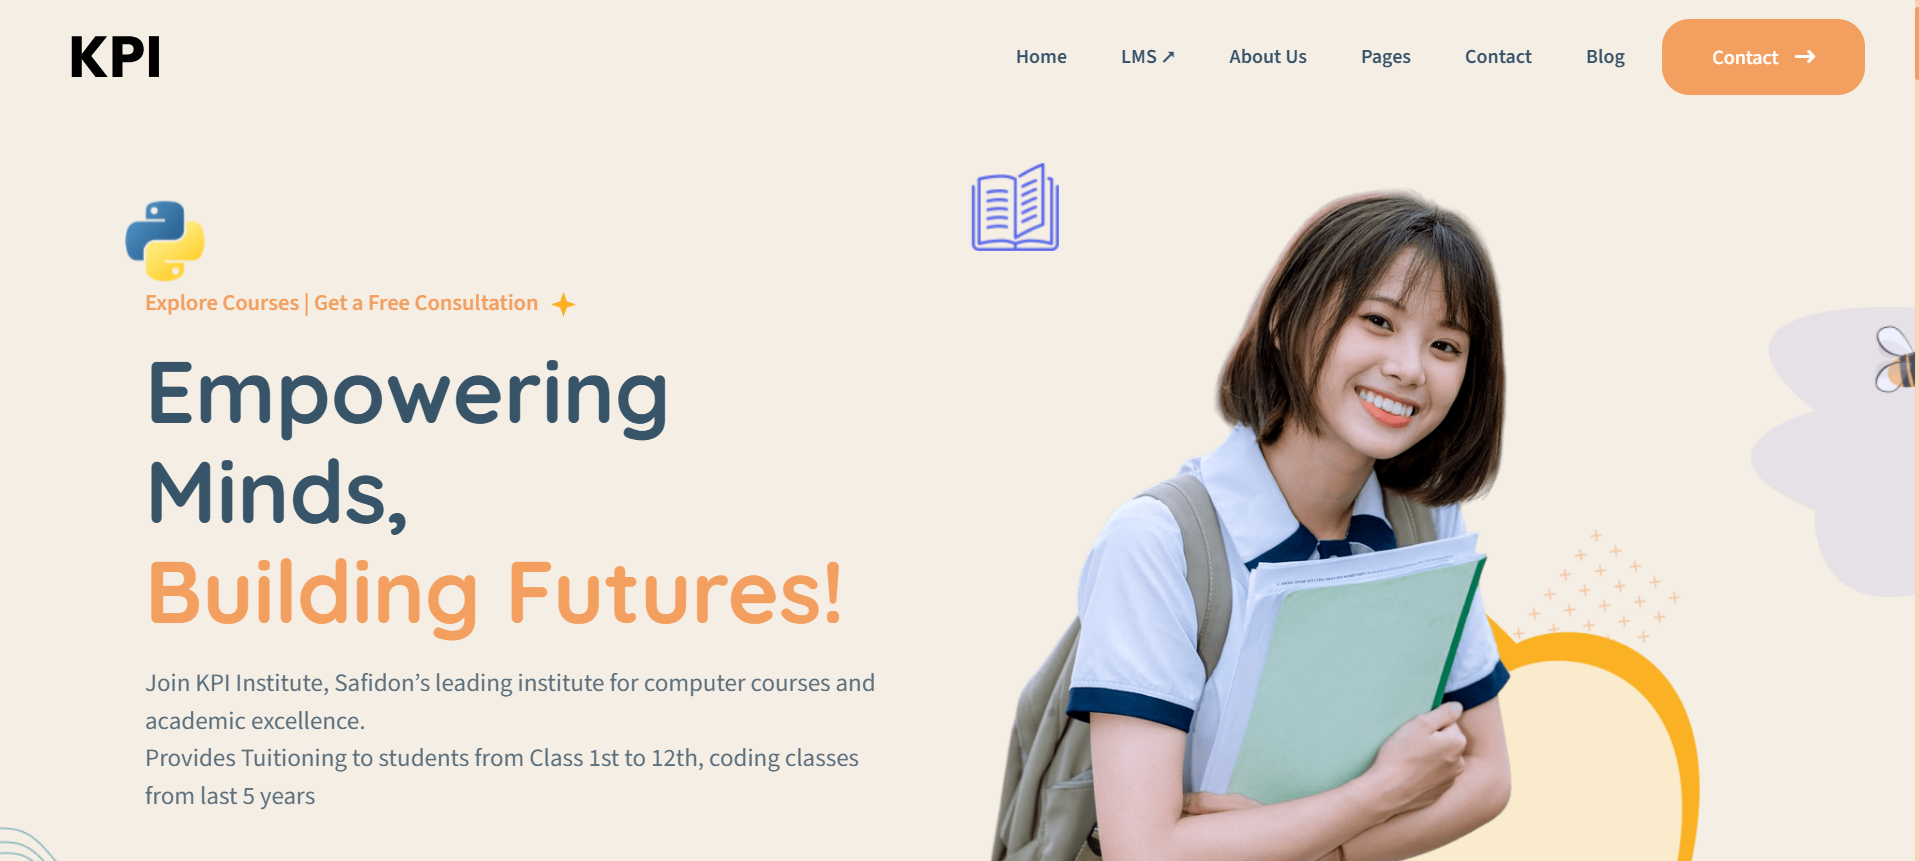 KPI
Home
LMS ↗
About Us
Pages
Contact
Blog
Contact →
Explore Courses | Get a Free Consultation
Empowering
Minds,
Building Futures!
Join KPI Institute, Safidon’s leading institute for computer courses and
academic excellence.
Provides Tuitioning to students from Class 1st to 12th, coding classes
from last 5 years